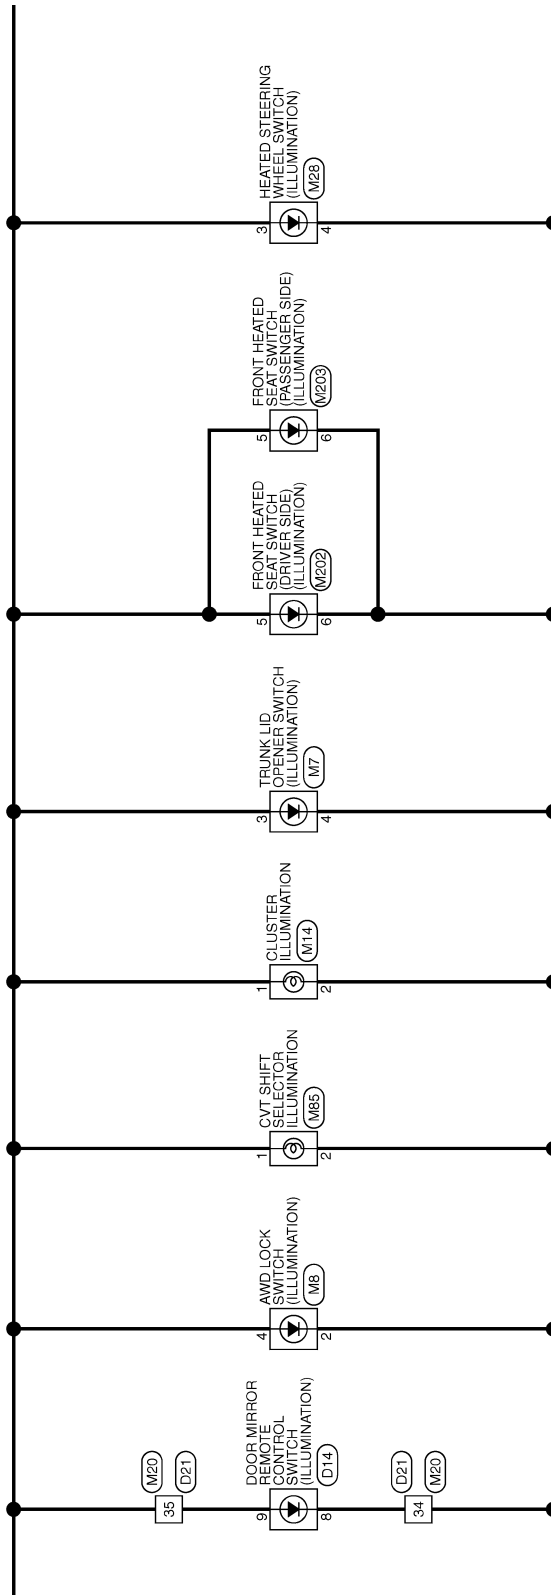 HEATED STEERING
WHEEL SWITCH
(ILLUMINATION)
M28
3
4
FRONT HEATED
SEAT SWITCH
(PASSENGER SIDE)
(ILLUMINATION)
M203
5
6
FRONT HEATED
SEAT SWITCH
(DRIVER SIDE)
(ILLUMINATION)
M202
5
6
TRUNK LID
OPENER SWITCH
(ILLUMINATION)
M7
3
4
CLUSTER
ILLUMINATION
M14
1
2
CVT SHIFT
SELECTOR
ILLUMINATION
M85
1
2
AWD LOCK
SWITCH
(ILLUMINATION)
M8
4
2
DOOR MIRROR
REMOTE
CONTROL
SWITCH
(ILLUMINATION)
D14
9
8
M20
35
D21
D21
34
M20